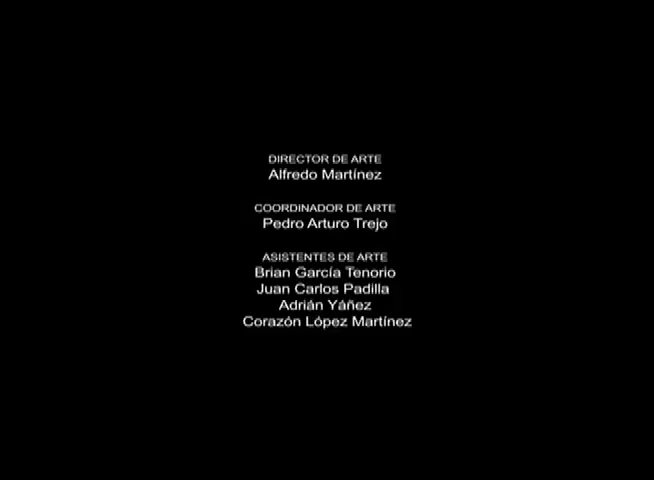 DIRECTOR DE ARTE
Alfredo Martínez
COORDINADOR DE ARTE
Pedro Arturo Trejo
ASISTENTES DE ARTE
Brian García Tenorio
Juan Carlos Padilla
Adrián Yáñez
Corazón López Martínez